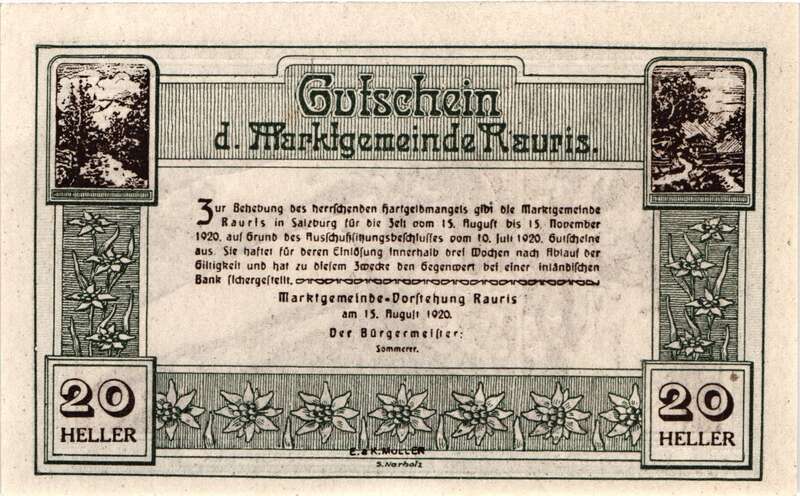 Gutschein
d. Marktgemeinde Rauris.
Zur Behebung des herrschenden Hartgeldmangels gibt die Marktgemeinde
Rauris in Salzburg für die Zeit vom 15. August bis 15. November
1920, auf Grund des Ausschußsitzungsbeschlusses vom 10. Juli 1920, Gutscheine
aus. Sie haftet für deren Einlösung innerhalb drei Wochen nach Ablauf der
Giltigkeit und hat zu diesem Zwecke den Gegenwert bei einer inländischen
Bank sichergestellt.
Marktgemeinde-Vorstehung Rauris
am 15. August 1920.
Der Bürgermeister:
Sommerer.
20
HELLER
20
HELLER
E. & K. MÜLLER
S. Narholz